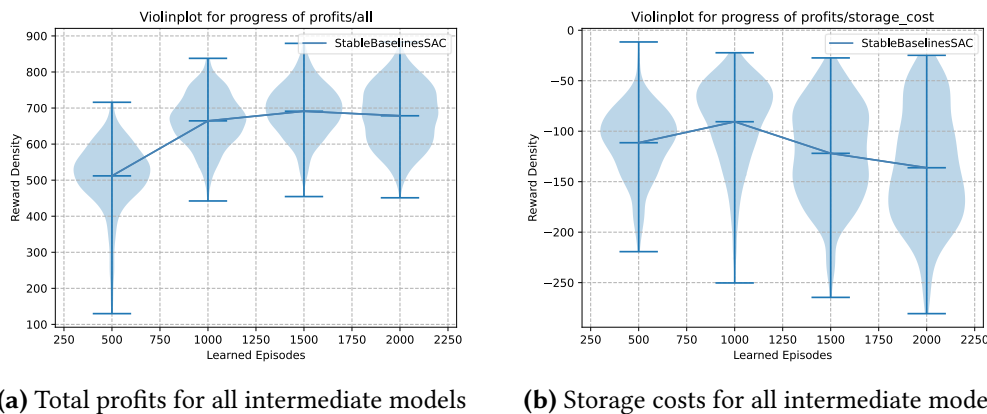 Violinplot for progress of profits/all
StableBaselinesSAC
900
800
700
600
500
400
300
200
100
Reward Density
250 500 750 1000 1250 1500 1750 2000 2250
Learned Episodes
(a) Total profits for all intermediate models
Violinplot for progress of profits/storage_cost
StableBaselinesSAC
0
−50
−100
−150
−200
−250
Reward Density
250 500 750 1000 1250 1500 1750 2000 2250
Learned Episodes
(b) Storage costs for all intermediate mode